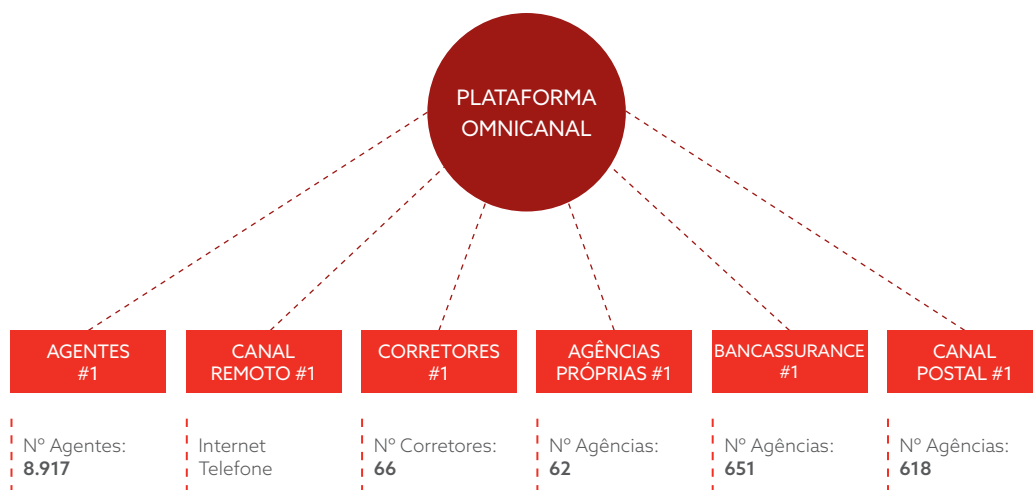 PLATAFORMA
OMNICANAL
AGENTES
#1
CANAL
REMOTO #1
CORRETORES
#1
AGÊNCIAS
PRÓPRIAS #1
BANCASSURANCE
#1
CANAL
POSTAL #1
Nº Agentes:
8.917
Internet
Telefone
Nº Corretores:
66
Nº Agências:
62
Nº Agências:
651
Nº Agências:
618